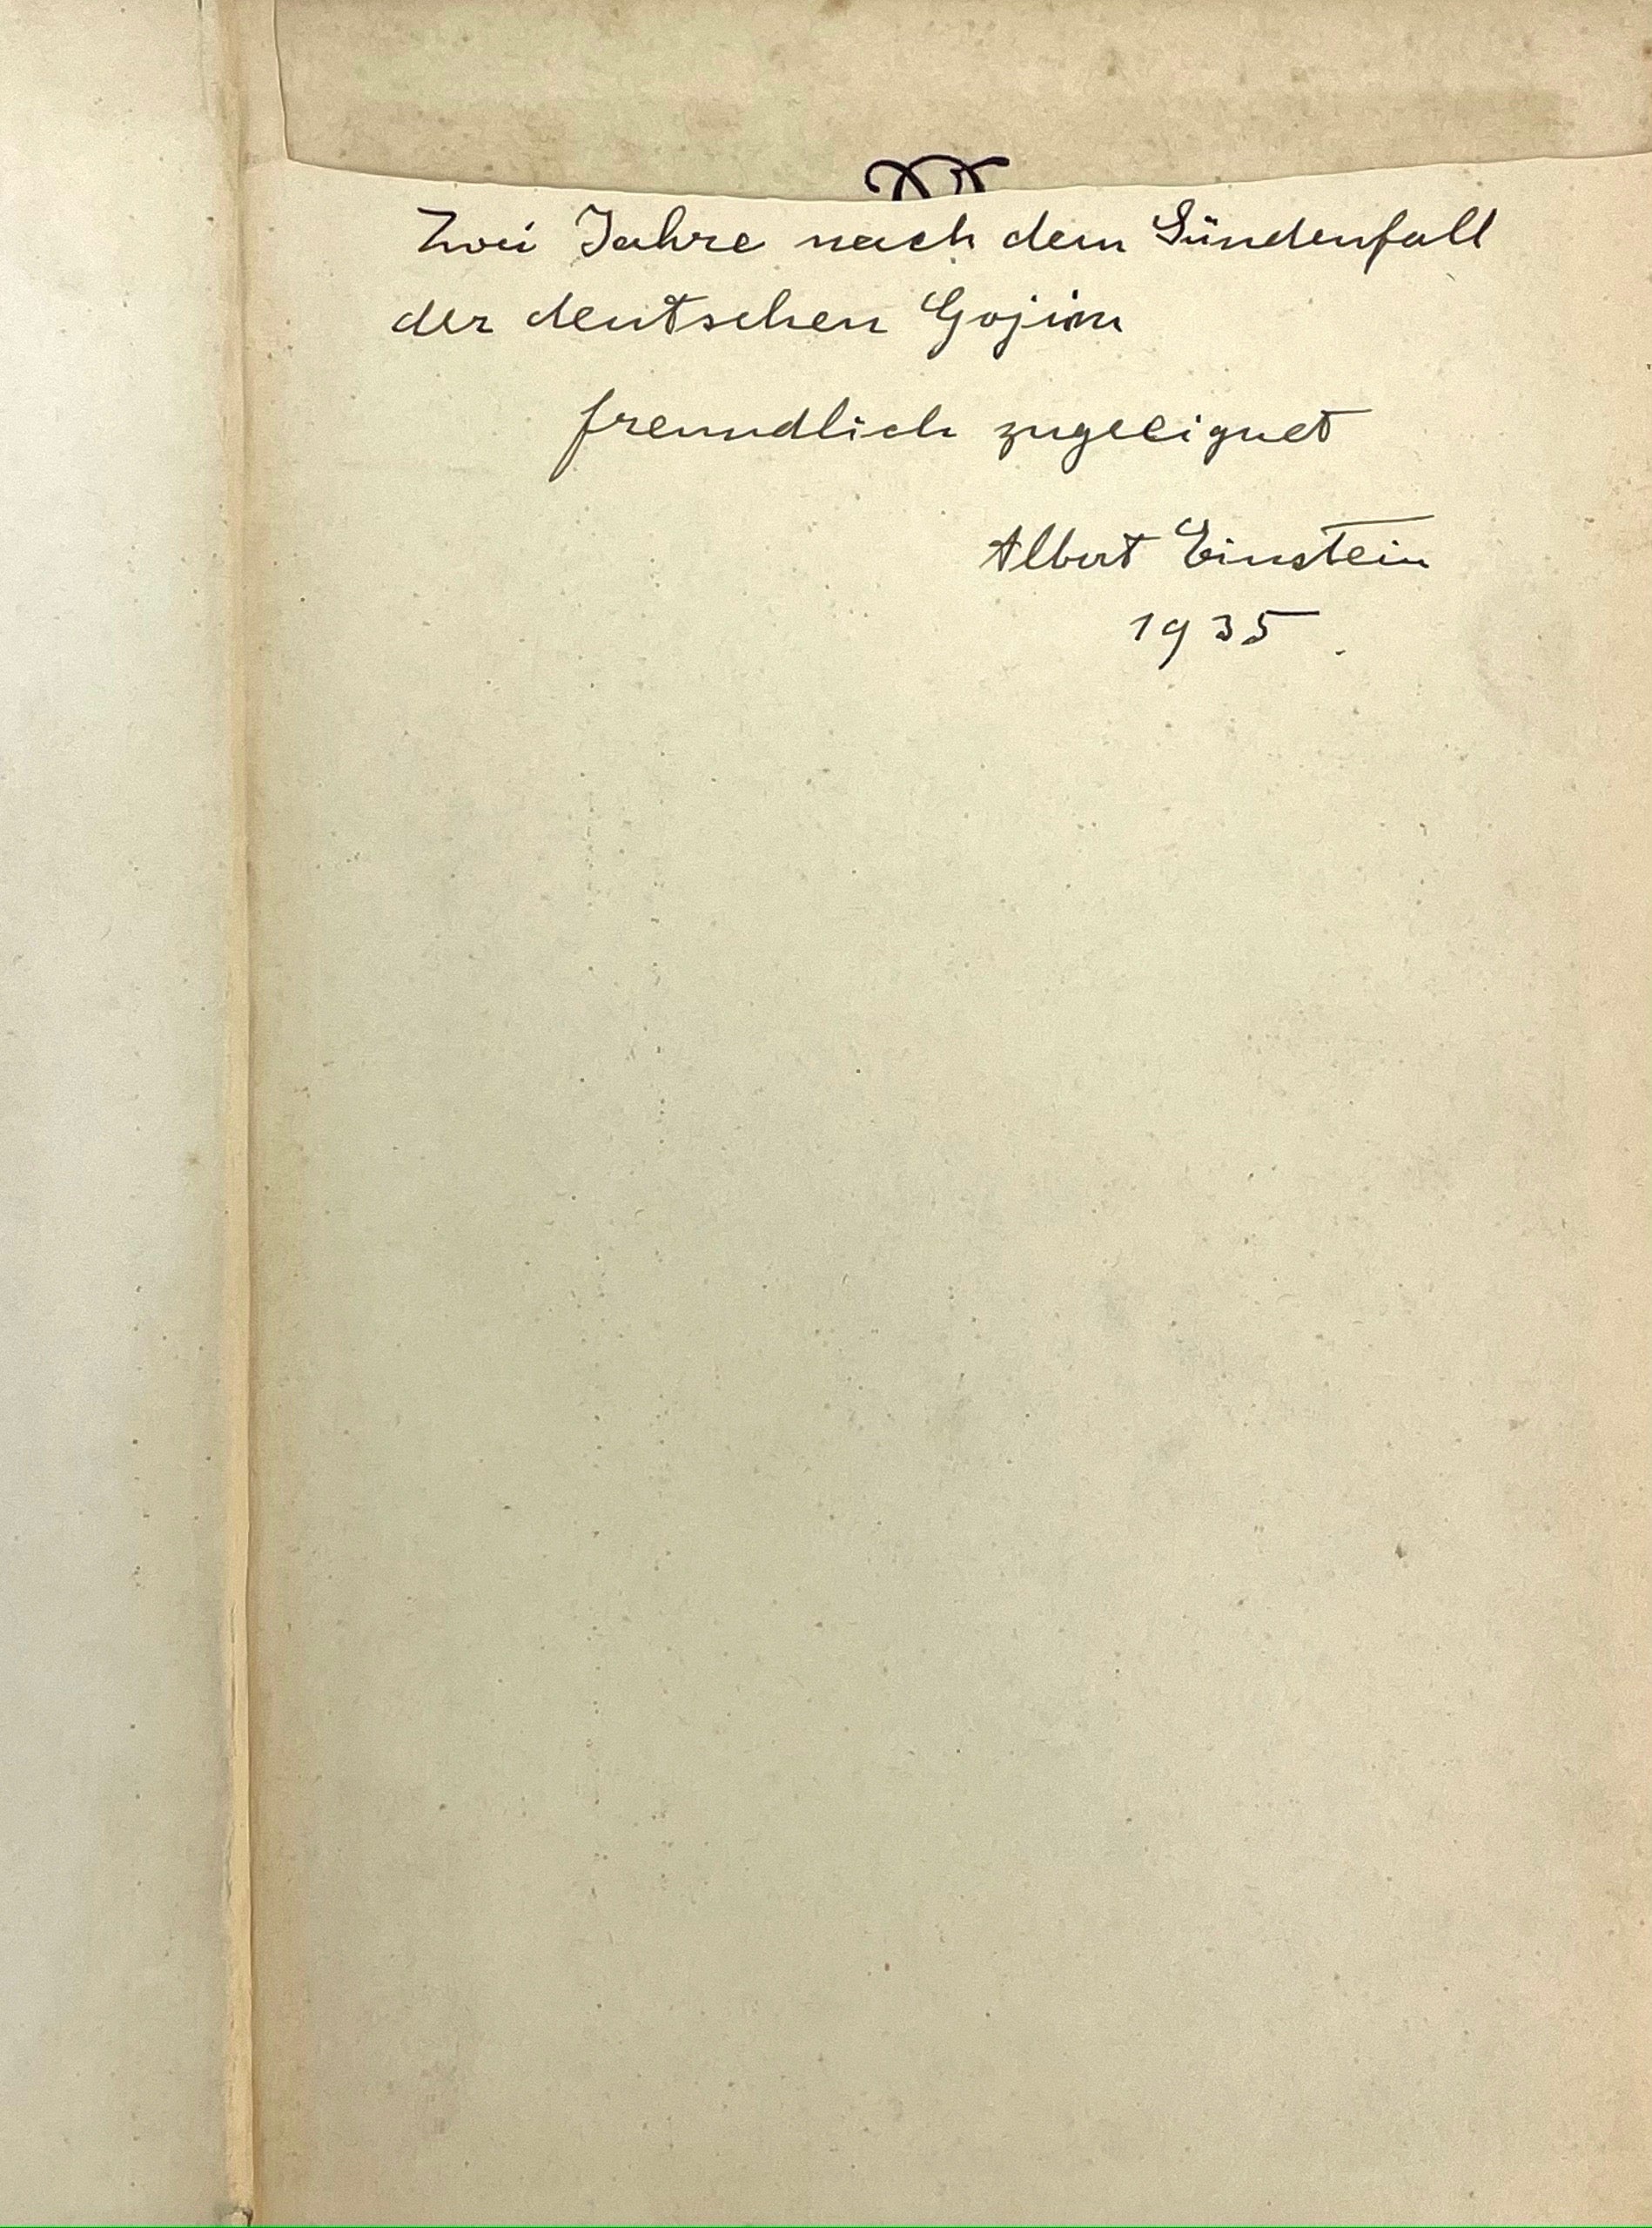 Zwei Jahre nach dem Sündenfall
der deutschen Gojim
freundlich zugeeignet
Albert Einstein
1935.